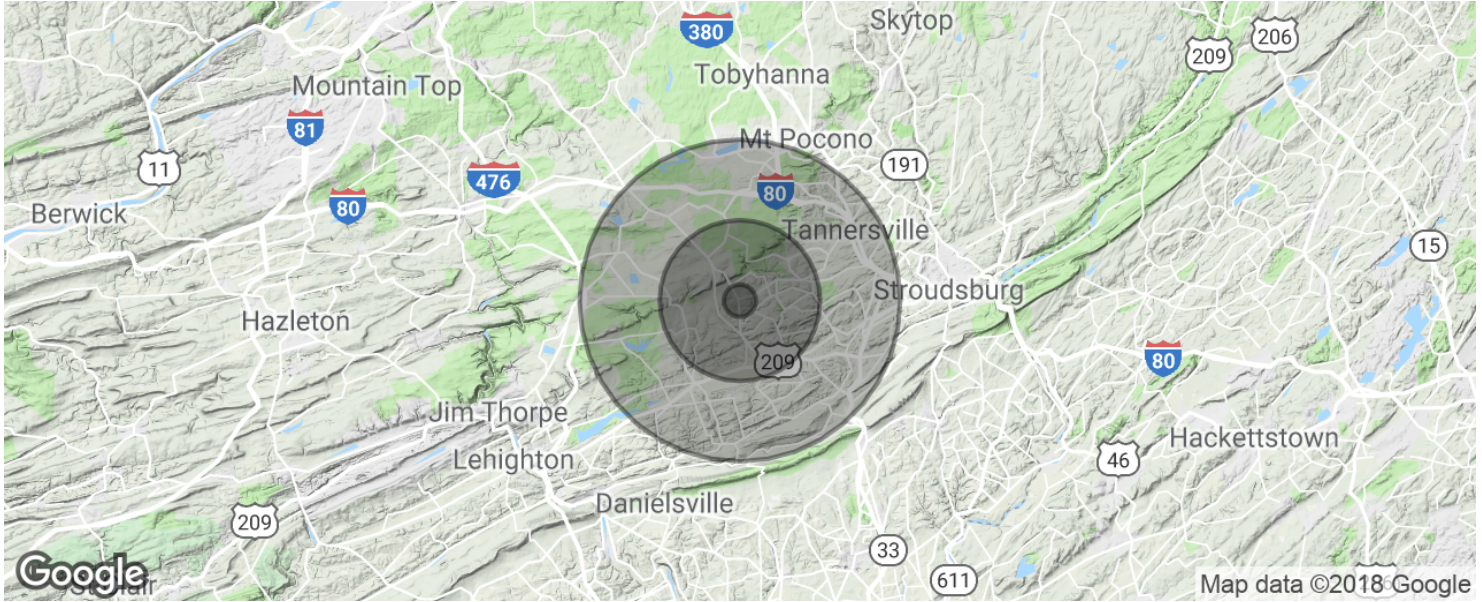 Skytop
380
206
209
Tobyhanna
Mountain Top
81
Mt Pocono
11
191
476
80
80
Berwick
Tannersville
15
Stroudsburg
Hazleton
209
80
Jim Thorpe
Hackettstown
Lehighton
46
Danielsville
209
33
Google
611
Map data ©2018 Google